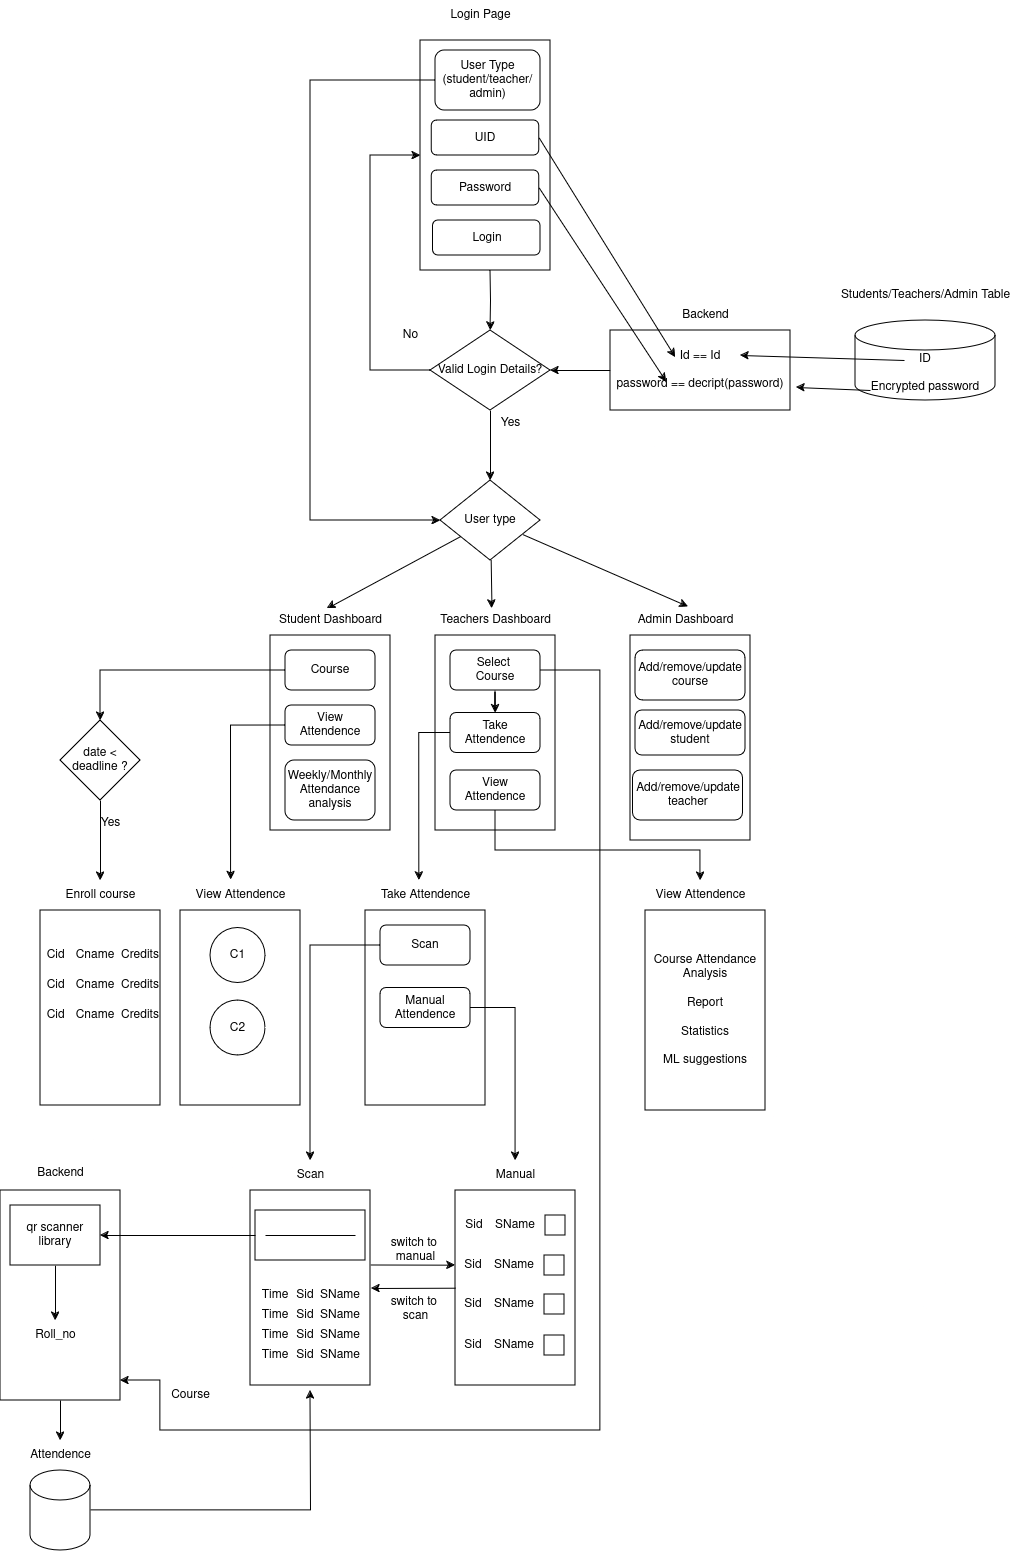 Login Page
User Type
(student/teacher/
admin)
UID
Password
Login
Students/Teachers/Admin Table
Backend
No
Id == Id
ID
Valid Login Details?
password == decript(password)
Encrypted password
Yes
User type
Student Dashboard
Teachers Dashboard
Admin Dashboard
Course
View
Attendence
Weekly/Monthly
Attendance
analysis
Select
Course
Take
Attendence
View
Attendence
Add/remove/update
course
Add/remove/update
student
Add/remove/update
teacher
date <
deadline ?
Yes
Enroll course
View Attendence
Take Attendence
View Attendence
Cid Cname Credits
Cid Cname Credits
Cid Cname Credits
C1
C2
Scan
Manual
Attendence
Course Attendance
Analysis
Report
Statistics
ML suggestions
Backend
Scan
Manual
qr scanner
library
Roll_no
Time Sid SName
Time Sid SName
Time Sid SName
Time Sid SName
switch to
manual
switch to
scan
Sid SName
Sid SName
Sid SName
Sid SName
Course
Attendence